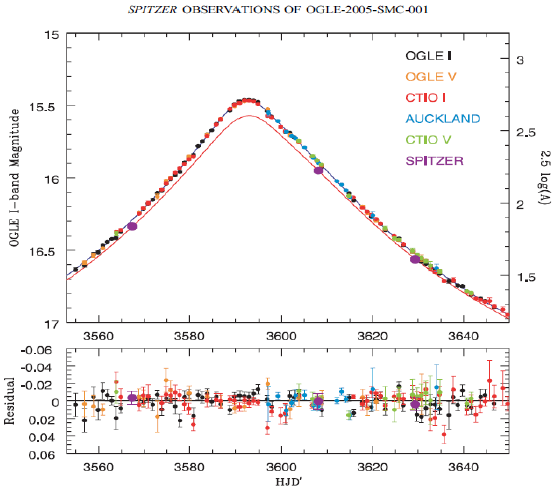 SPITZER OBSERVATIONS OF OGLE-2005-SMC-001
15
15.5
16
16.5
17
OGLE I-band Magnitude
3
2.5
2
1.5
2.5 log(A)
OGLE I
OGLE V
CTIO I
AUCKLAND
CTIO V
SPITZER
3560
3580
3600
3620
3640
-0.06
-0.04
-0.02
0
0.02
0.04
0.06
Residual
3560
3580
3600
3620
3640
HJD'